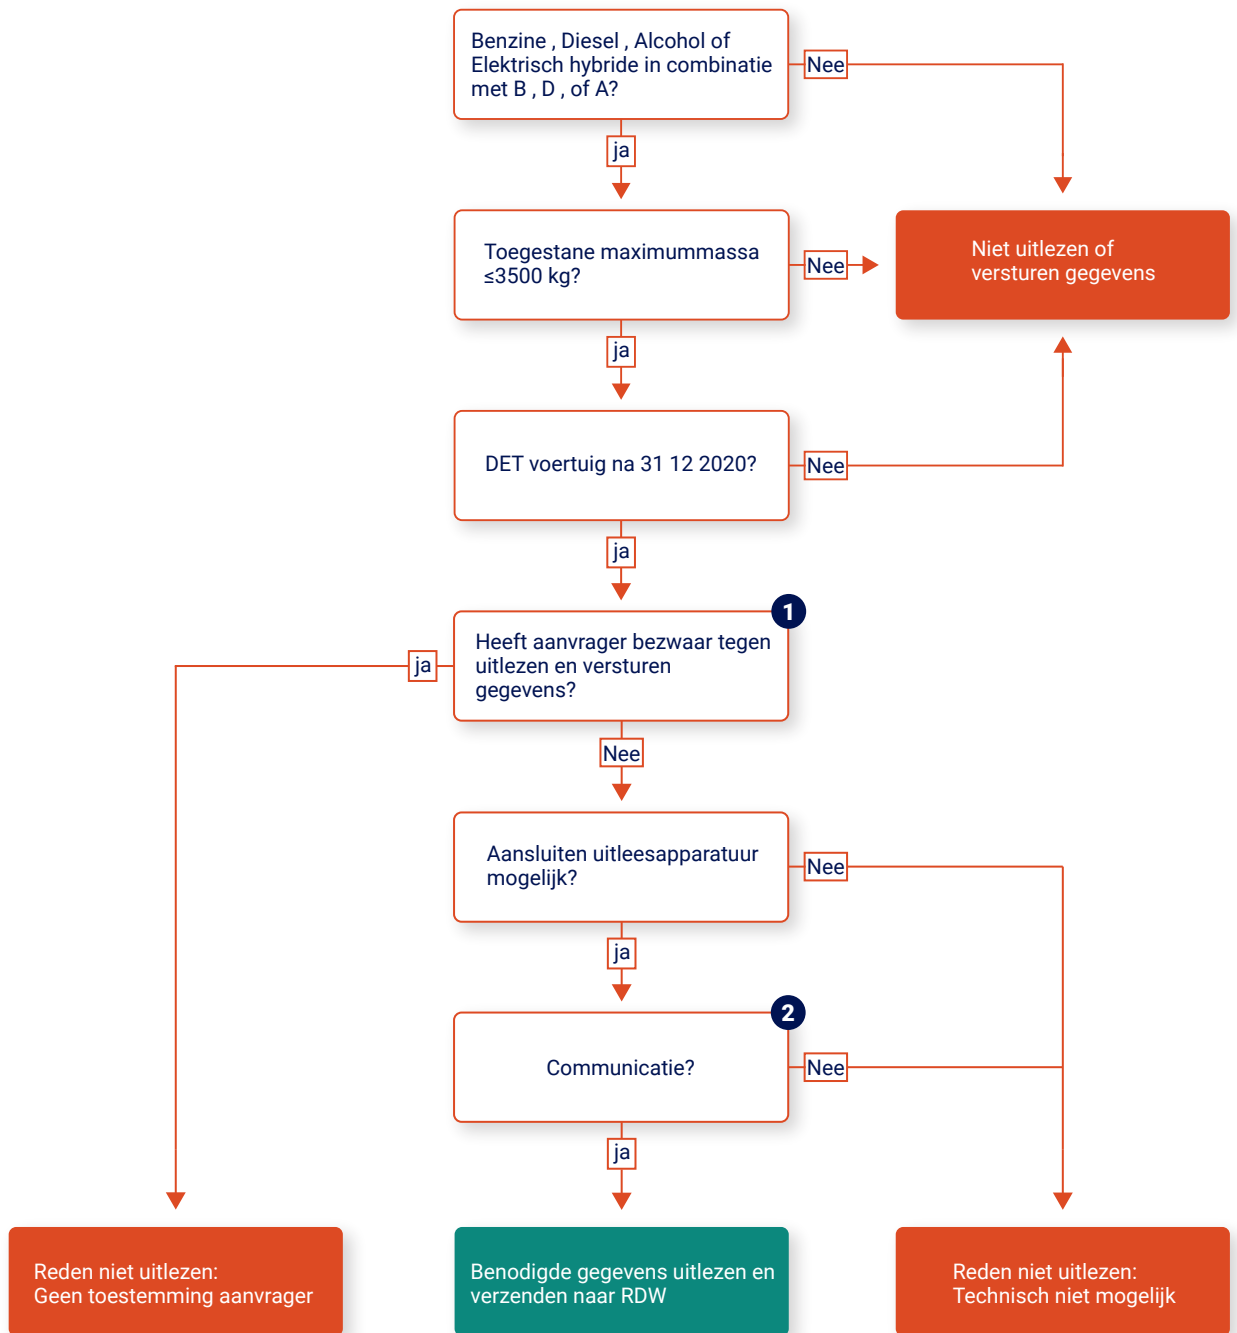 Benzine , Diesel , Alcohol of
Elektrisch hybride in combinatie
met B , D , of A?
Nee
ja
Toegestane maximummassa
≤3500 kg?
Nee
Niet uitlezen of
versturen gegevens
ja
DET voertuig na 31 12 2020?
Nee
ja
1
Heeft aanvrager bezwaar tegen
uitlezen en versturen
gegevens?
ja
Nee
Aansluiten uitleesapparatuur
mogelijk?
Nee
ja
2
Communicatie?
Nee
ja
Reden niet uitlezen:
Geen toestemming aanvrager
Benodigde gegevens uitlezen en
verzenden naar RDW
Reden niet uitlezen:
Technisch niet mogelijk